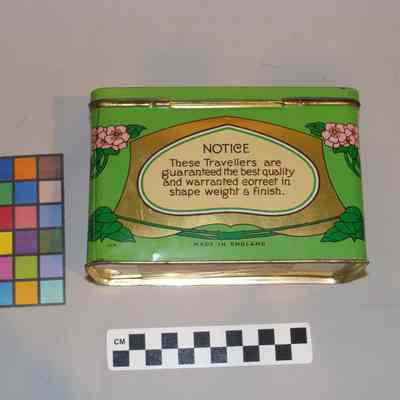 NOTICE
These Travellers are
guaranteed the best quality
and warranted correct in
shape weight & finish.
MADE IN ENGLAND
CM